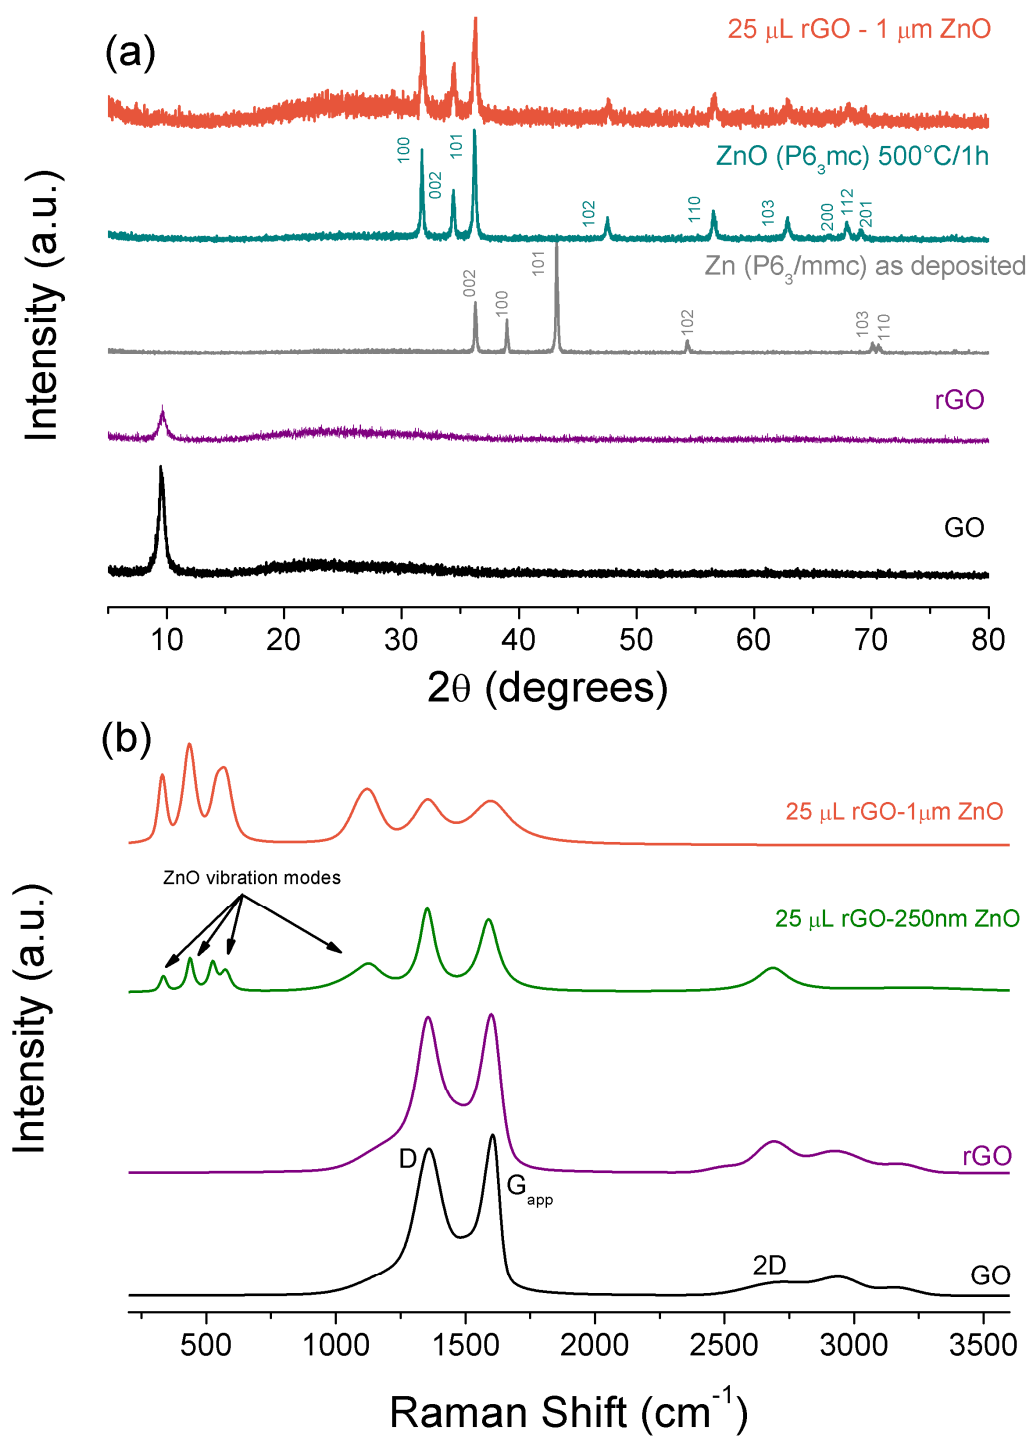 (a)
25 μL rGO - 1 μm ZnO
ZnO (P6₃mc) 500°C/1h
100
002
101
102
110
103
200
112
201
Zn (P6₃/mmc) as deposited
002
100
101
102
103
110
rGO
GO
Intensity (a.u.)
10 20 30 40 50 60 70 80
2θ (degrees)
(b)
25 μL rGO-1μm ZnO
ZnO vibration modes
25 μL rGO-250nm ZnO
rGO
D
G_app
2D
GO
Intensity (a.u.)
500 1000 1500 2000 2500 3000 3500
Raman Shift (cm⁻¹)